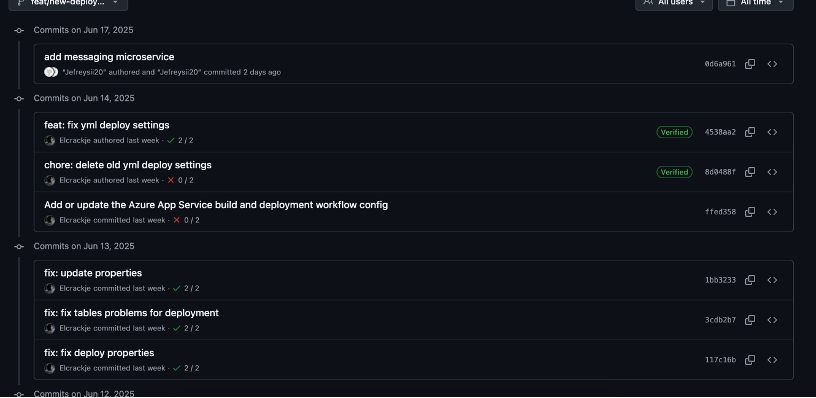 feat/new-deploy...
All users
All time
Commits on Jun 17, 2025
add messaging microservice
"Jefreysii20" authored and "Jefreysii20" committed 2 days ago
0d6a961
Commits on Jun 14, 2025
feat: fix yml deploy settings
Elcrackje authored last week · 2 / 2
Verified
4538aa2
chore: delete old yml deploy settings
Elcrackje authored last week · 0 / 2
Verified
8d0488f
Add or update the Azure App Service build and deployment workflow config
Elcrackje committed last week · 0 / 2
ffed358
Commits on Jun 13, 2025
fix: update properties
Elcrackje committed last week · 2 / 2
1bb3233
fix: fix tables problems for deployment
Elcrackje committed last week · 2 / 2
3cdb2b7
fix: fix deploy properties
Elcrackje committed last week · 2 / 2
117c16b
Commits on Jun 12, 2025